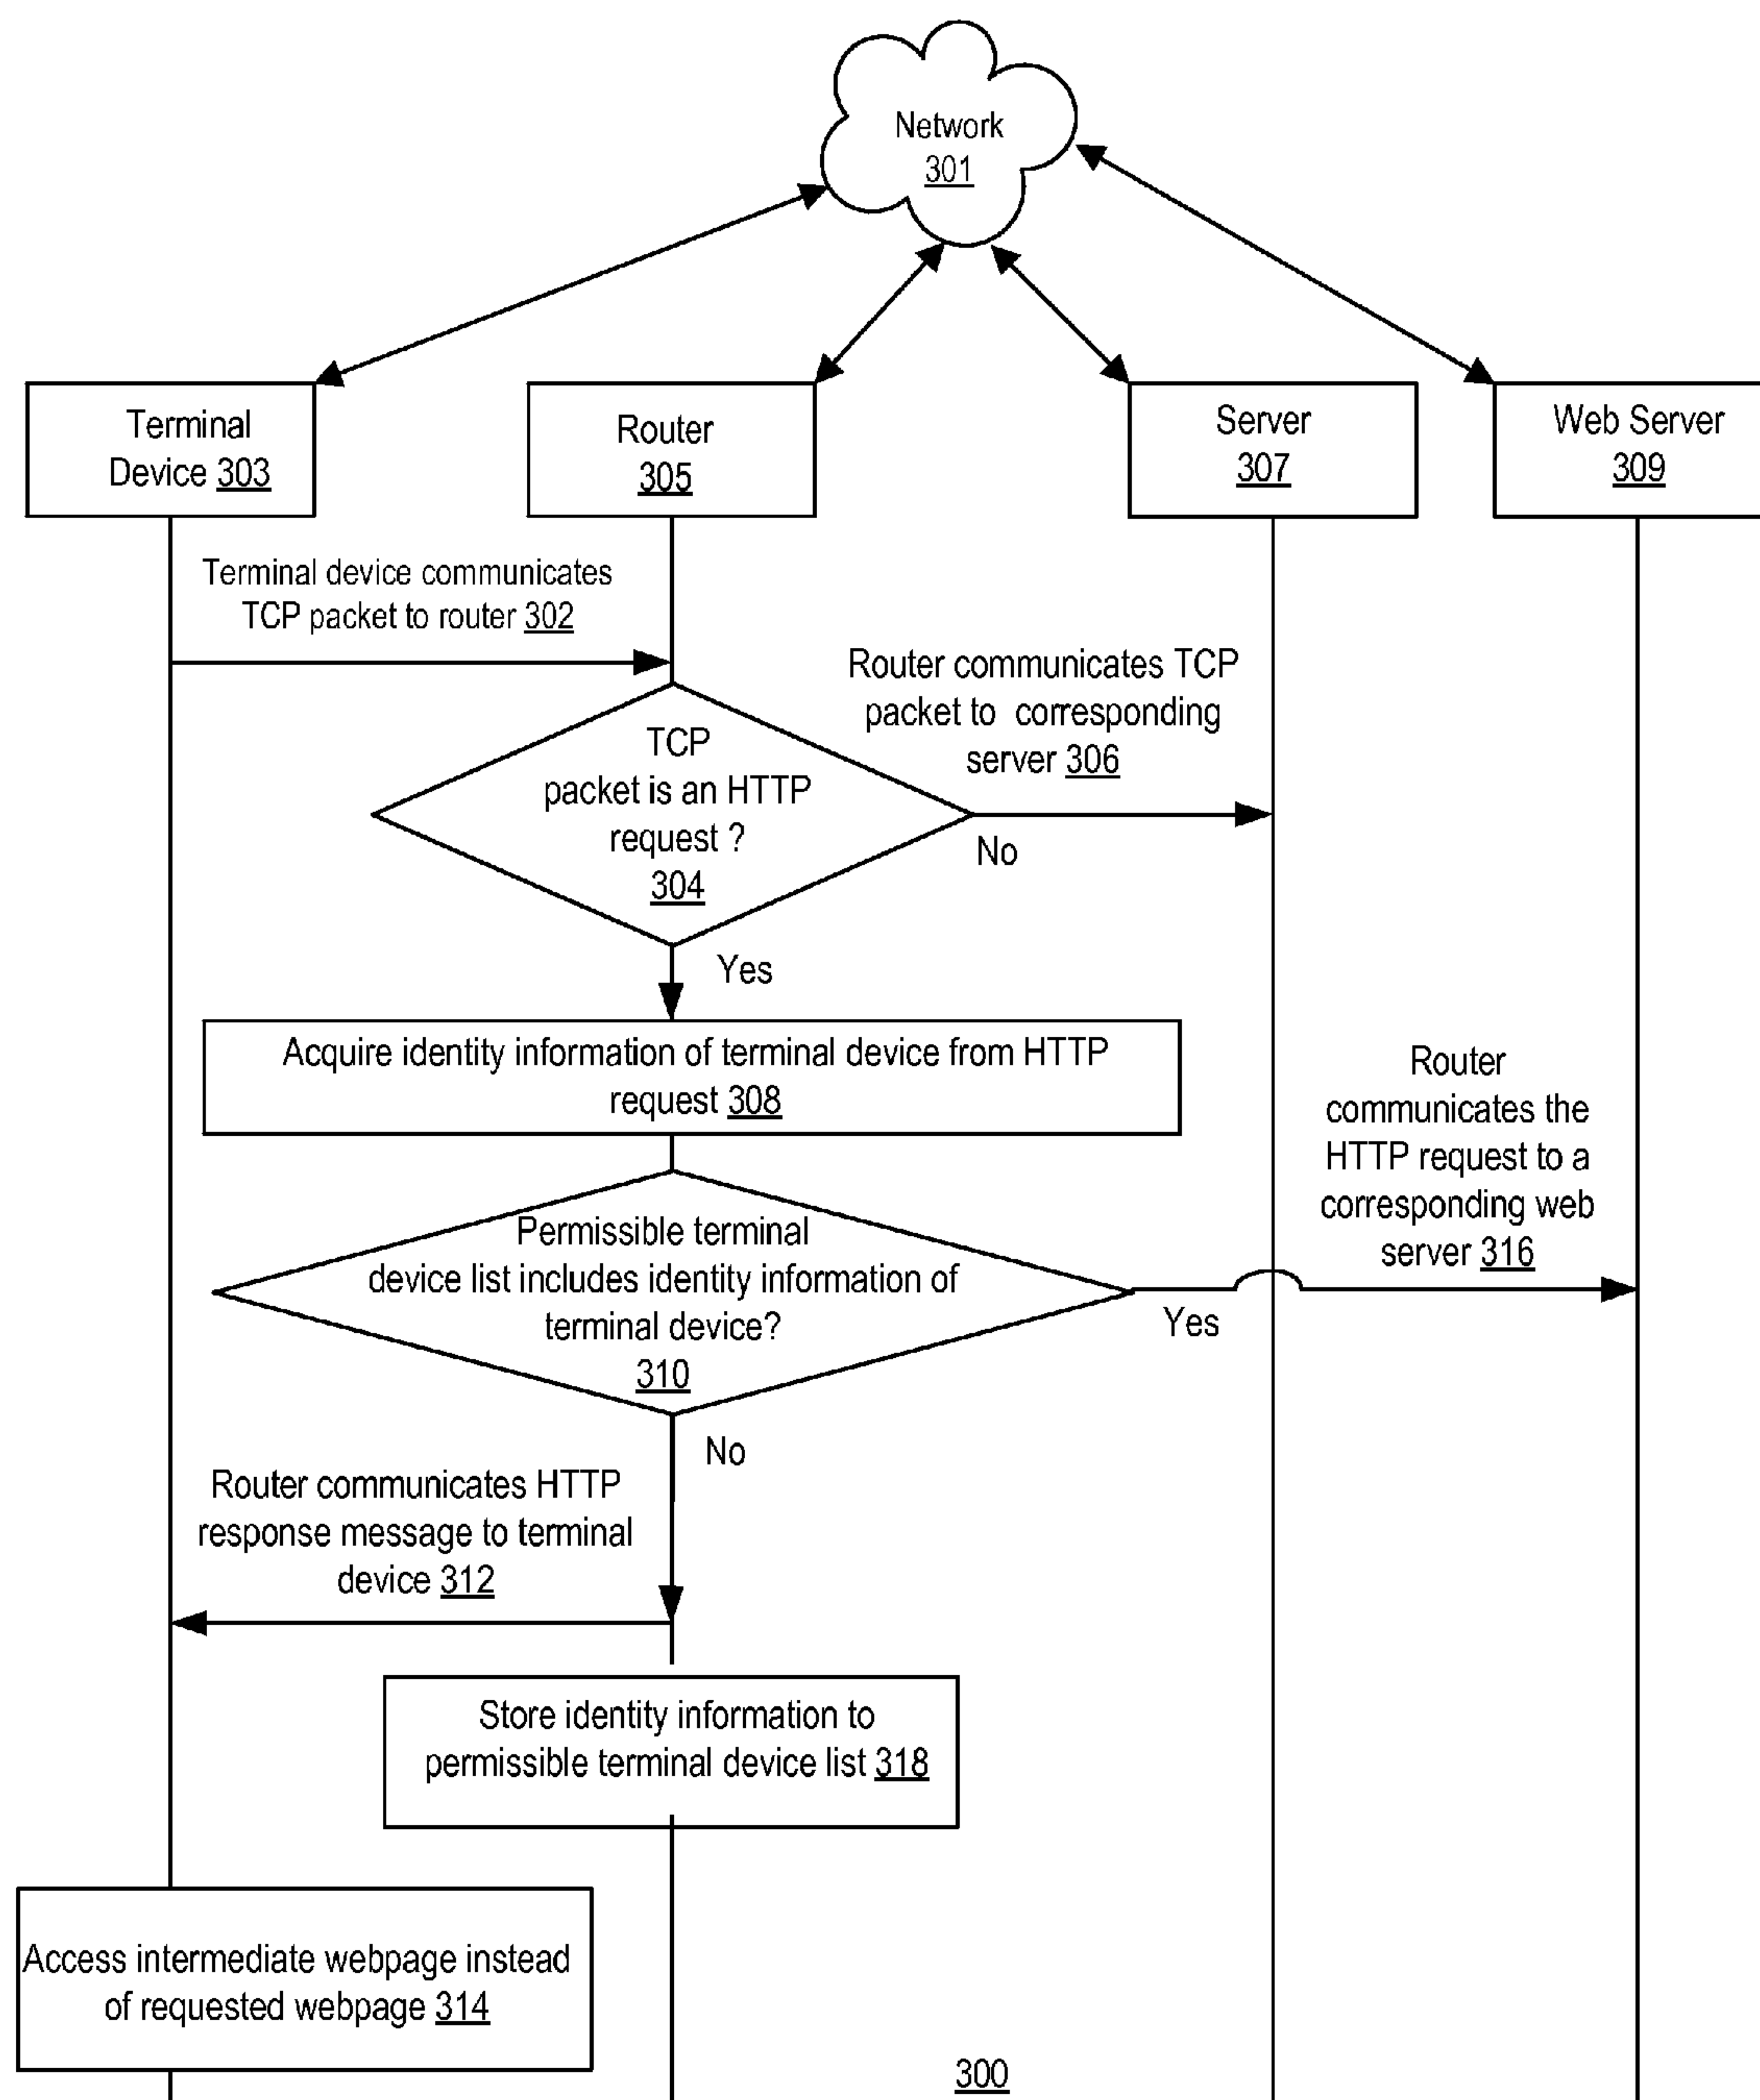 Network
301
Terminal
Device 303
Router
305
Server
307
Web Server
309
Terminal device communicates
TCP packet to router 302
Router communicates TCP
packet to corresponding
server 306
TCP
packet is an HTTP
request ?
304
No
Yes
Acquire identity information of terminal device from HTTP
request 308
Router
communicates the
HTTP request to a
corresponding web
server 316
Permissible terminal
device list includes identity information of
terminal device?
310
Yes
No
Router communicates HTTP
response message to terminal
device 312
Store identity information to
permissible terminal device list 318
Access intermediate webpage instead
of requested webpage 314
300